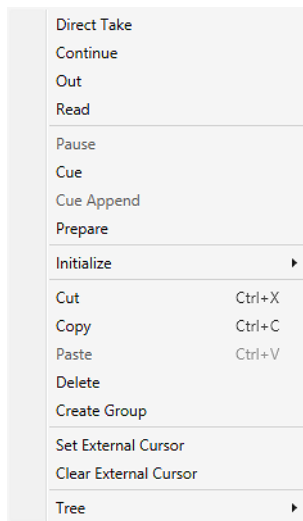 Direct Take
Continue
Out
Read
Pause
Cue
Cue Append
Prepare
Initialize
Cut Ctrl+X
Copy Ctrl+C
Paste Ctrl+V
Delete
Create Group
Set External Cursor
Clear External Cursor
Tree